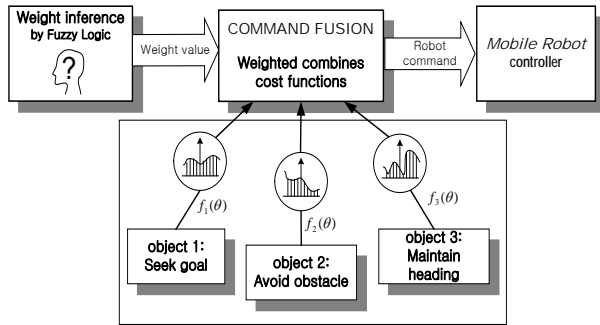 Weight inference
by Fuzzy Logic
?
Weight value
COMMAND FUSION
Weighted combines
cost functions
Robot
command
Mobile Robot
controller
f₁(θ)
f₂(θ)
f₃(θ)
object 1:
Seek goal
object 2:
Avoid obstacle
object 3:
Maintain
heading